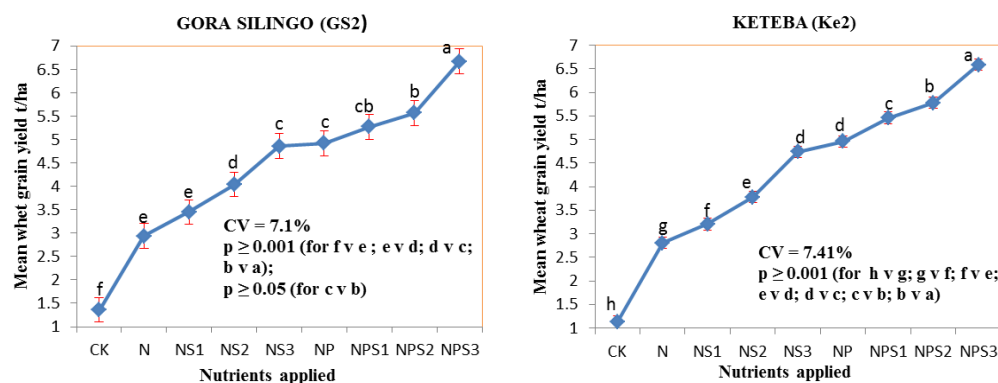 GORA SILINGO (GS2)
Mean whet grain yield t/ha
7
6.5
6
5.5
5
4.5
4
3.5
3
2.5
2
1.5
1
f
e
e
d
c
c
cb
b
a
CV = 7.1%
p ≥ 0.001 (for f v e ; e v d; d v c;
b v a);
p ≥ 0.05 (for c v b)
CK N NS1 NS2 NS3 NP NPS1 NPS2 NPS3
Nutrients applied
KETEBA (Ke2)
Mean wheat grain yield t/ha
7
6.5
6
5.5
5
4.5
4
3.5
3
2.5
2
1.5
1
h
g
f
e
d
d
c
b
a
CV = 7.41%
p ≥ 0.001 (for h v g; g v f; f v e;
e v d; d v c; c v b; b v a)
CK N NS1 NS2 NS3 NP NPS1 NPS2 NPS3
Nutrients applied